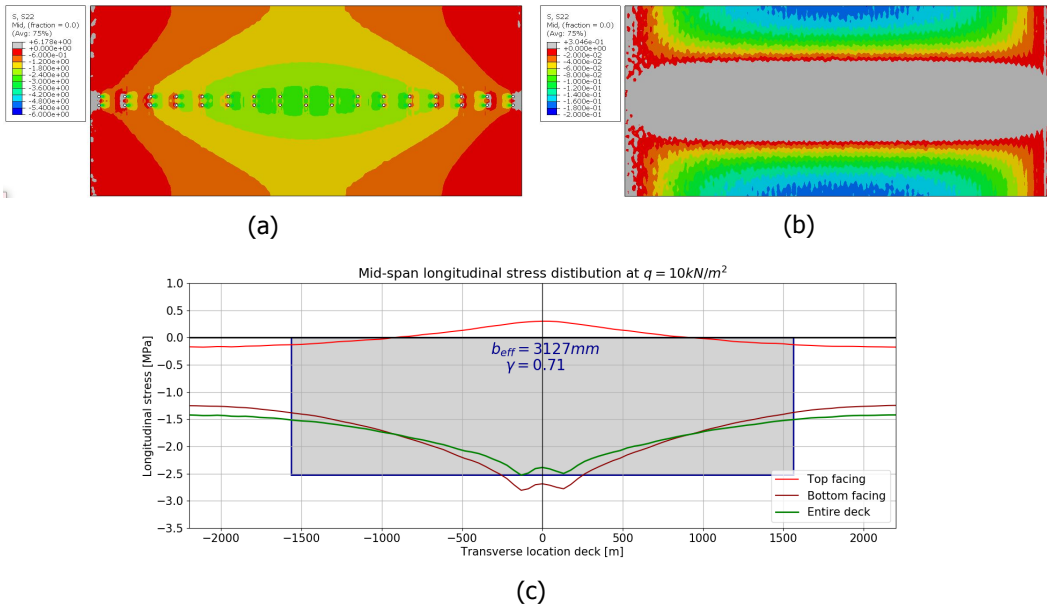 S, S22
Mid, (fraction = 0.0)
(Avg: 75%)
+6.178e+00
+0.000e+00
-6.000e-01
-1.200e+00
-1.800e+00
-2.400e+00
-3.000e+00
-3.600e+00
-4.200e+00
-4.800e+00
-5.400e+00
-6.000e+00
(a)
S, S22
Mid, (fraction = 0.0)
(Avg: 75%)
+3.046e-01
+0.000e+00
-2.000e-02
-4.000e-02
-6.000e-02
-8.000e-02
-1.000e-01
-1.200e-01
-1.400e-01
-1.600e-01
-1.800e-01
-2.000e-01
(b)
Mid-span longitudinal stress distibution at q = 10kN/m²
Longitudinal stress [MPa]
1.0
0.5
0.0
−0.5
−1.0
−1.5
−2.0
−2.5
−3.0
−3.5
b_eff = 3127mm
γ = 0.71
Top facing
Bottom facing
Entire deck
−2000 −1500 −1000 −500 0 500 1000 1500 2000
Transverse location deck [m]
(c)